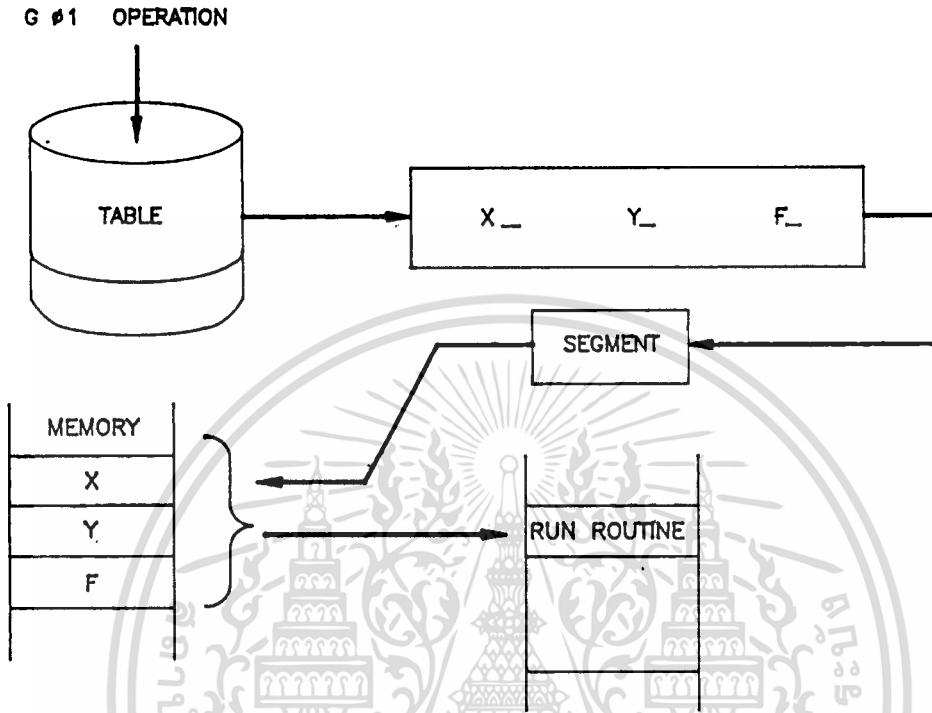 G ø1 OPERATION
TABLE
X_ Y_ F_
SEGMENT
MEMORY
X
Y
F
RUN ROUTINE